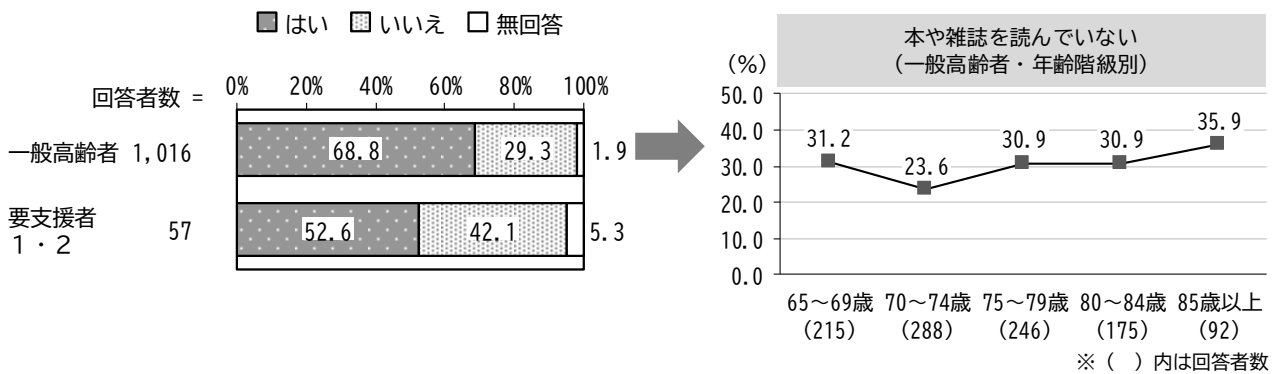 はい いいえ 無回答
回答者数 =
0% 20% 40% 60% 80% 100%
一般高齢者 1,016 68.8 29.3 1.9
要支援者
1・2
57 52.6 42.1 5.3
本や雑誌を読んでいない
(一般高齢者・年齢階級別)
(%)
50.0
40.0
30.0
20.0
10.0
0.0
31.2 23.6 30.9 30.9 35.9
65～69歳 70～74歳 75～79歳 80～84歳 85歳以上
(215) (288) (246) (175) (92)
※( )内は回答者数